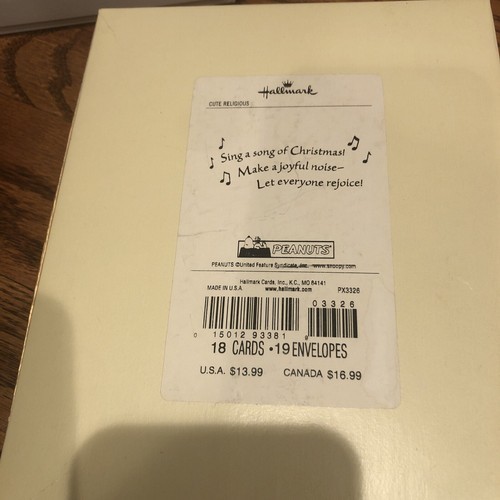 Hallmark
CUTE RELIGIOUS
Sing a song of Christmas!
Make a joyful noise—
Let everyone rejoice!
PEANUTS
PEANUTS ©United Feature Syndicate, Inc. www.snoopy.com
Hallmark Cards, Inc., K.C., MO 64141
MADE IN U.S.A. www.hallmark.com PX3326
03326
0 15012 93381
18 CARDS • 19 ENVELOPES
U.S.A. $13.99 CANADA $16.99